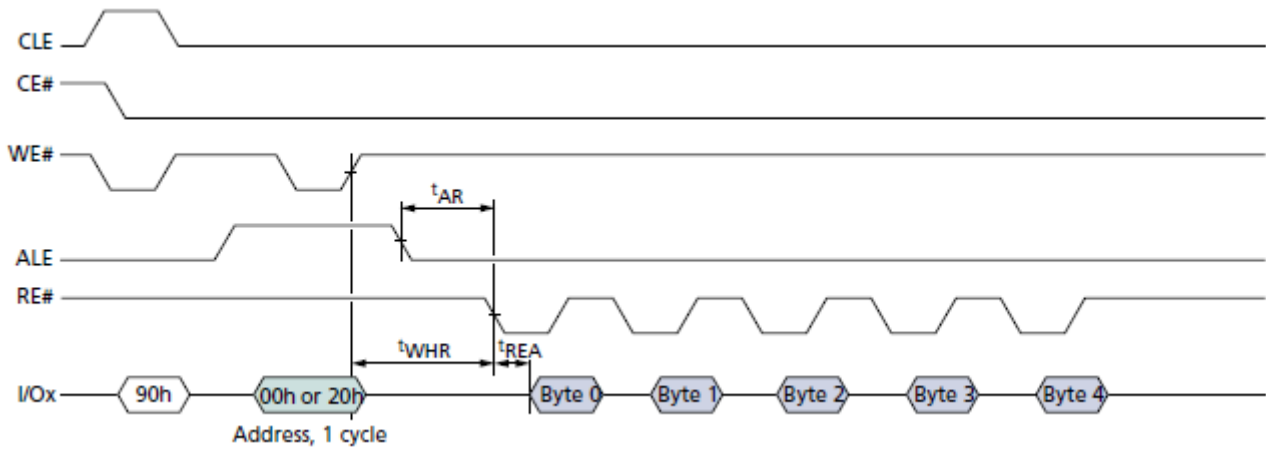 CLE
CE#
WE#
tAR
ALE
RE#
tWHR tREA
I/Ox 90h 00h or 20h Byte 0 Byte 1 Byte 2 Byte 3 Byte 4
Address, 1 cycle